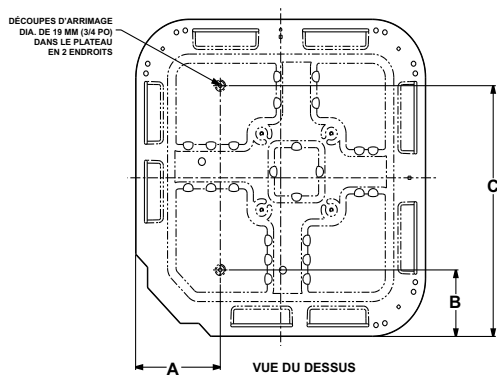 DÉCOUPES D'ARRIMAGE
DIA. DE 19 MM (3/4 PO)
DANS LE PLATEAU
EN 2 ENDROITS
C
B
A
VUE DU DESSUS